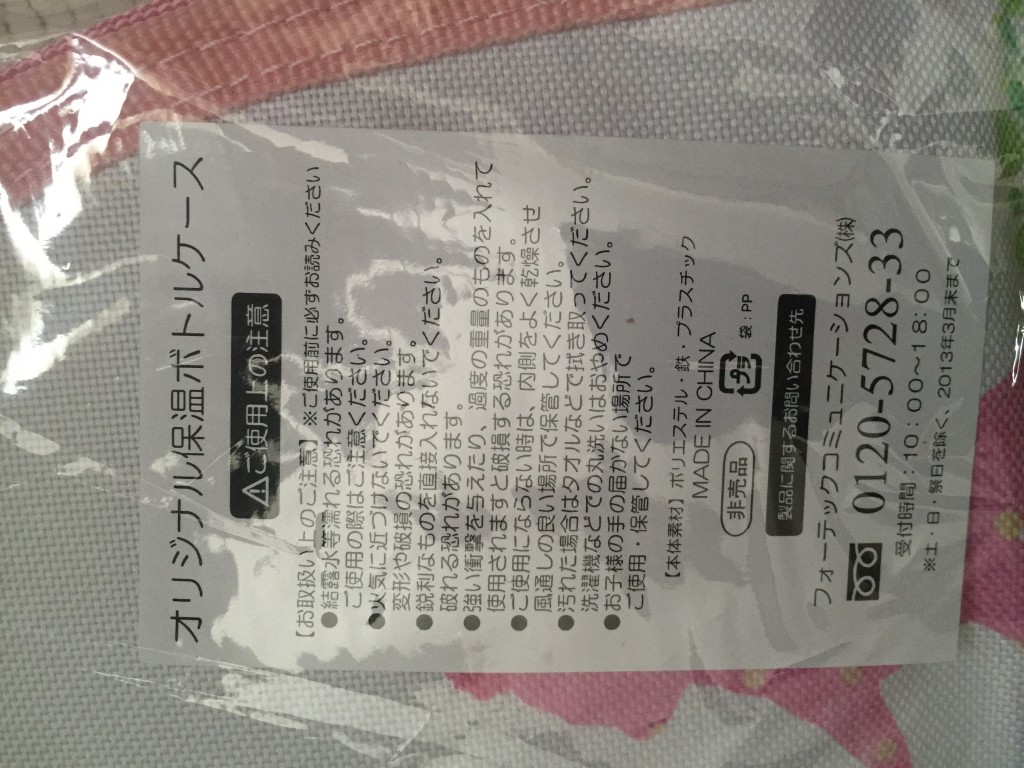 オリジナル保温ボトルケース
⚠ご使用上の注意
【お取扱い上のご注意】 ※ご使用前に必ずお読みください
●結露水等濡れる恐れがあります。
ご使用の際はご注意ください。
●火気に近づけないでください。
変形や破損の恐れがあります。
●鋭利なものを直接入れないでください。
破れる恐れがあります。
●強い衝撃を与えたり、過度の重量のものを入れて
使用されますと破損する恐れがあります。
●ご使用にならない時は、内側をよく乾燥させ
風通しの良い場所で保管してください。
●汚れた場合はタオルなどで拭き取ってください。
洗濯機などでの丸洗いはおやめください。
●お子様の手の届かない場所で
ご使用・保管してください。
【本体素材】ポリエステル・鉄・プラスチック
MADE IN CHINA
非売品 プラ 袋：PP
製品に関するお問い合わせ先
フォーテックコミュニケーションズ(株)
0120-5728-33
受付時間：10：00～18：00
※土・日・祭日を除く、2013年3月末まで